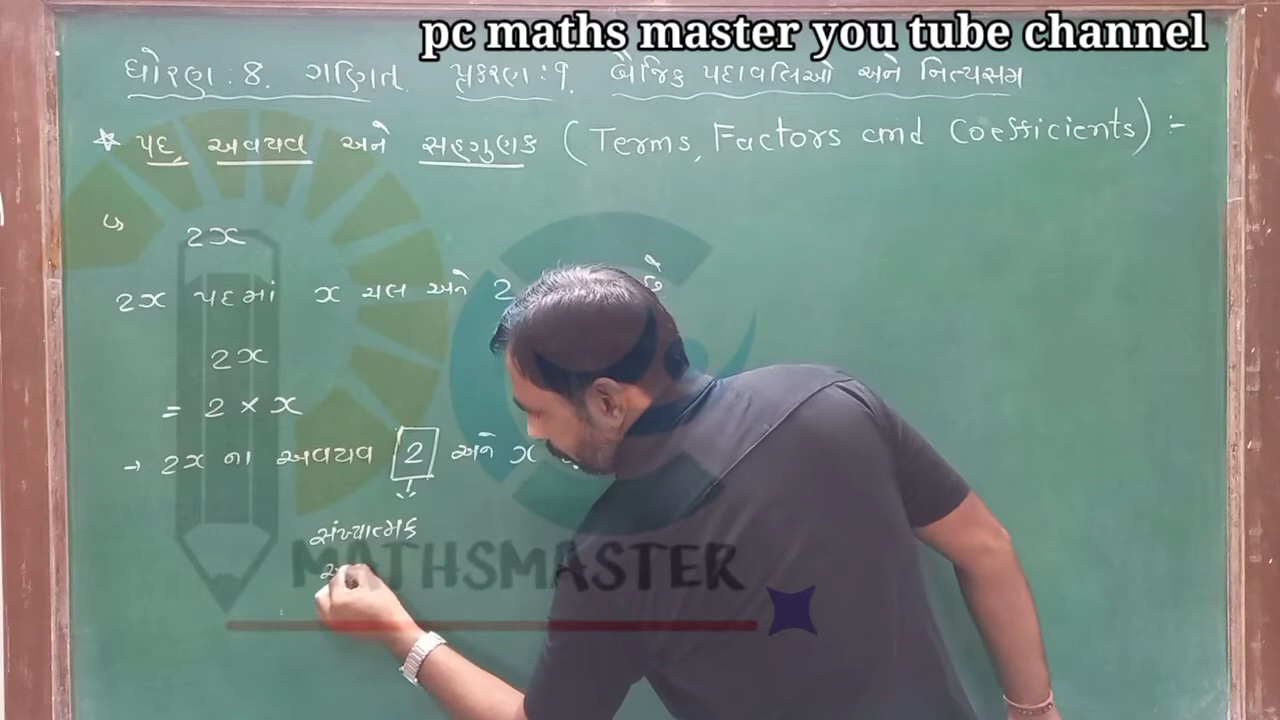 pc maths master you tube channel
ધોરણ : 8. ગણિત પ્રકરણ : ૧. બૈજિક પદાવલિઓ અને નિત્યસમ
પદ, અવયવ અને સહગુણક (Terms, Factors and Coefficients) :-
2x
2x પદમાં x ચલ અને 2 છે
2x
= 2 × x
→ 2x ના અવયવ 2 અને x
સંખ્યાત્મક
MATHSMASTER